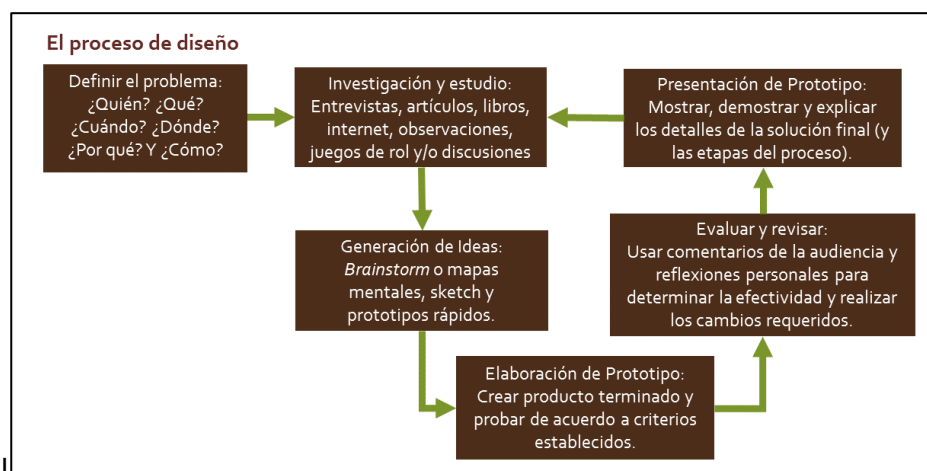 El proceso de diseño
Definir el problema:
¿Quién? ¿Qué?
¿Cuándo? ¿Dónde?
¿Por qué? Y ¿Cómo?
Investigación y estudio:
Entrevistas, artículos, libros,
internet, observaciones,
juegos de rol y/o discusiones
Generación de Ideas:
Brainstorm o mapas
mentales, sketch y
prototipos rápidos.
Elaboración de Prototipo:
Crear producto terminado y
probar de acuerdo a criterios
establecidos.
Evaluar y revisar:
Usar comentarios de la audiencia y
reflexiones personales para
determinar la efectividad y realizar
los cambios requeridos.
Presentación de Prototipo:
Mostrar, demostrar y explicar
los detalles de la solución final (y
las etapas del proceso).